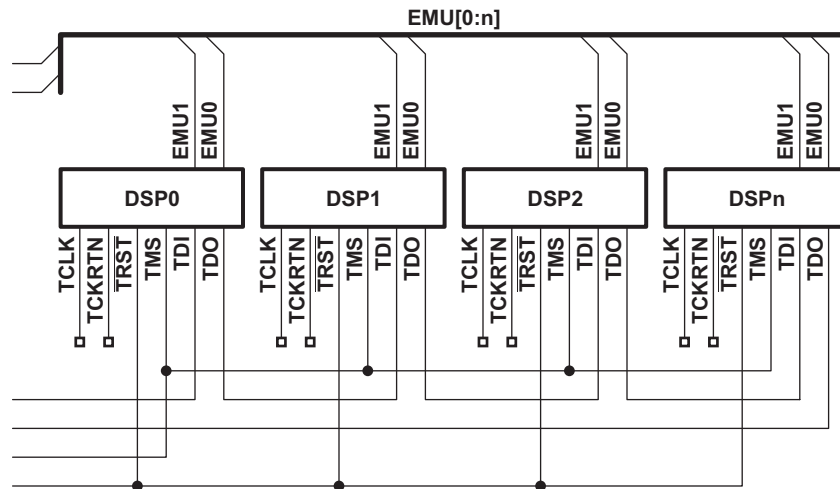 EMU[0:n]
EMU1 EMU0 EMU1 EMU0 EMU1 EMU0 EMU1 EMU0
DSP0 DSP1 DSP2 DSPn
TCLK TCKRTN TRST TMS TDI TDO TCLK TCKRTN TRST TMS TDI TDO TCLK TCKRTN TRST TMS TDI TDO TCLK TCKRTN TRST TMS TDI TDO